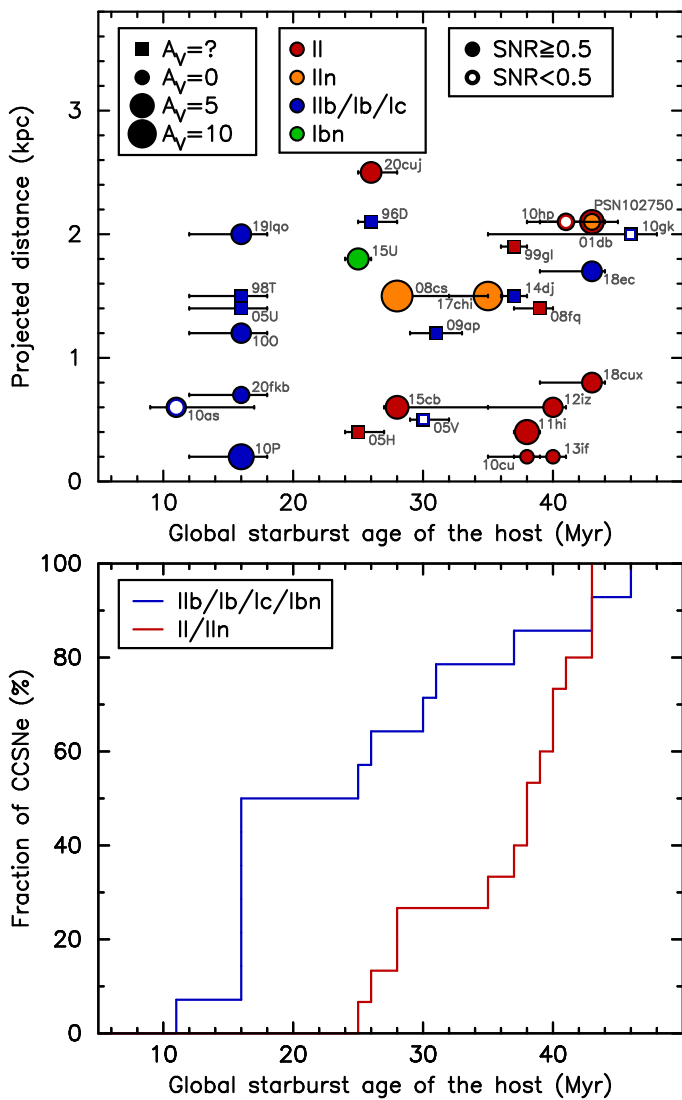 A_V=?
A_V=0
A_V=5
A_V=10
II
IIn
IIb/Ib/Ic
Ibn
SNR≥0.5
SNR<0.5
Projected distance (kpc)
3
2
1
0
20cuj
19lqo
96D
10hp
PSN102750
01db
10gk
15U
99gl
18ec
98T
08cs
17chi
14dj
05U
08fq
10O
09ap
20fkb
18cux
10as
15cb
12iz
05V
05H
11hi
10P
10cu
13if
10 20 30 40
Global starburst age of the host (Myr)
Fraction of CCSNe (%)
100
80
60
40
20
0
IIb/Ib/Ic/Ibn
II/IIn
10 20 30 40
Global starburst age of the host (Myr)